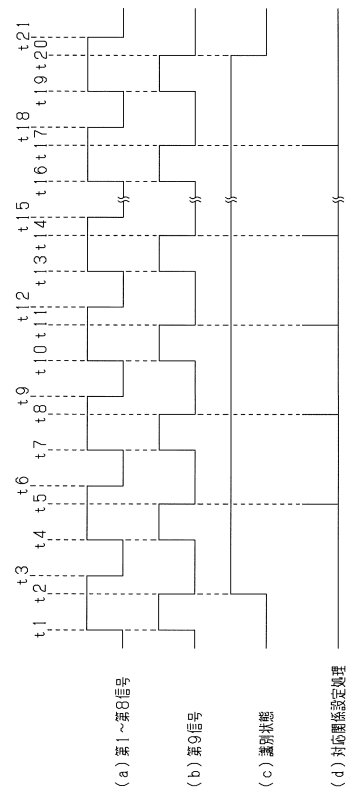 t1
t2
t3
t4
t5
t6
t7
t8
t9
t10
t11
t12
t13
t14
t15
t16
t17
t18
t19
t20
t21
(a) 第1～第8信号
(b) 第9信号
(c) 識別状態
(d) 対応関係設定処理